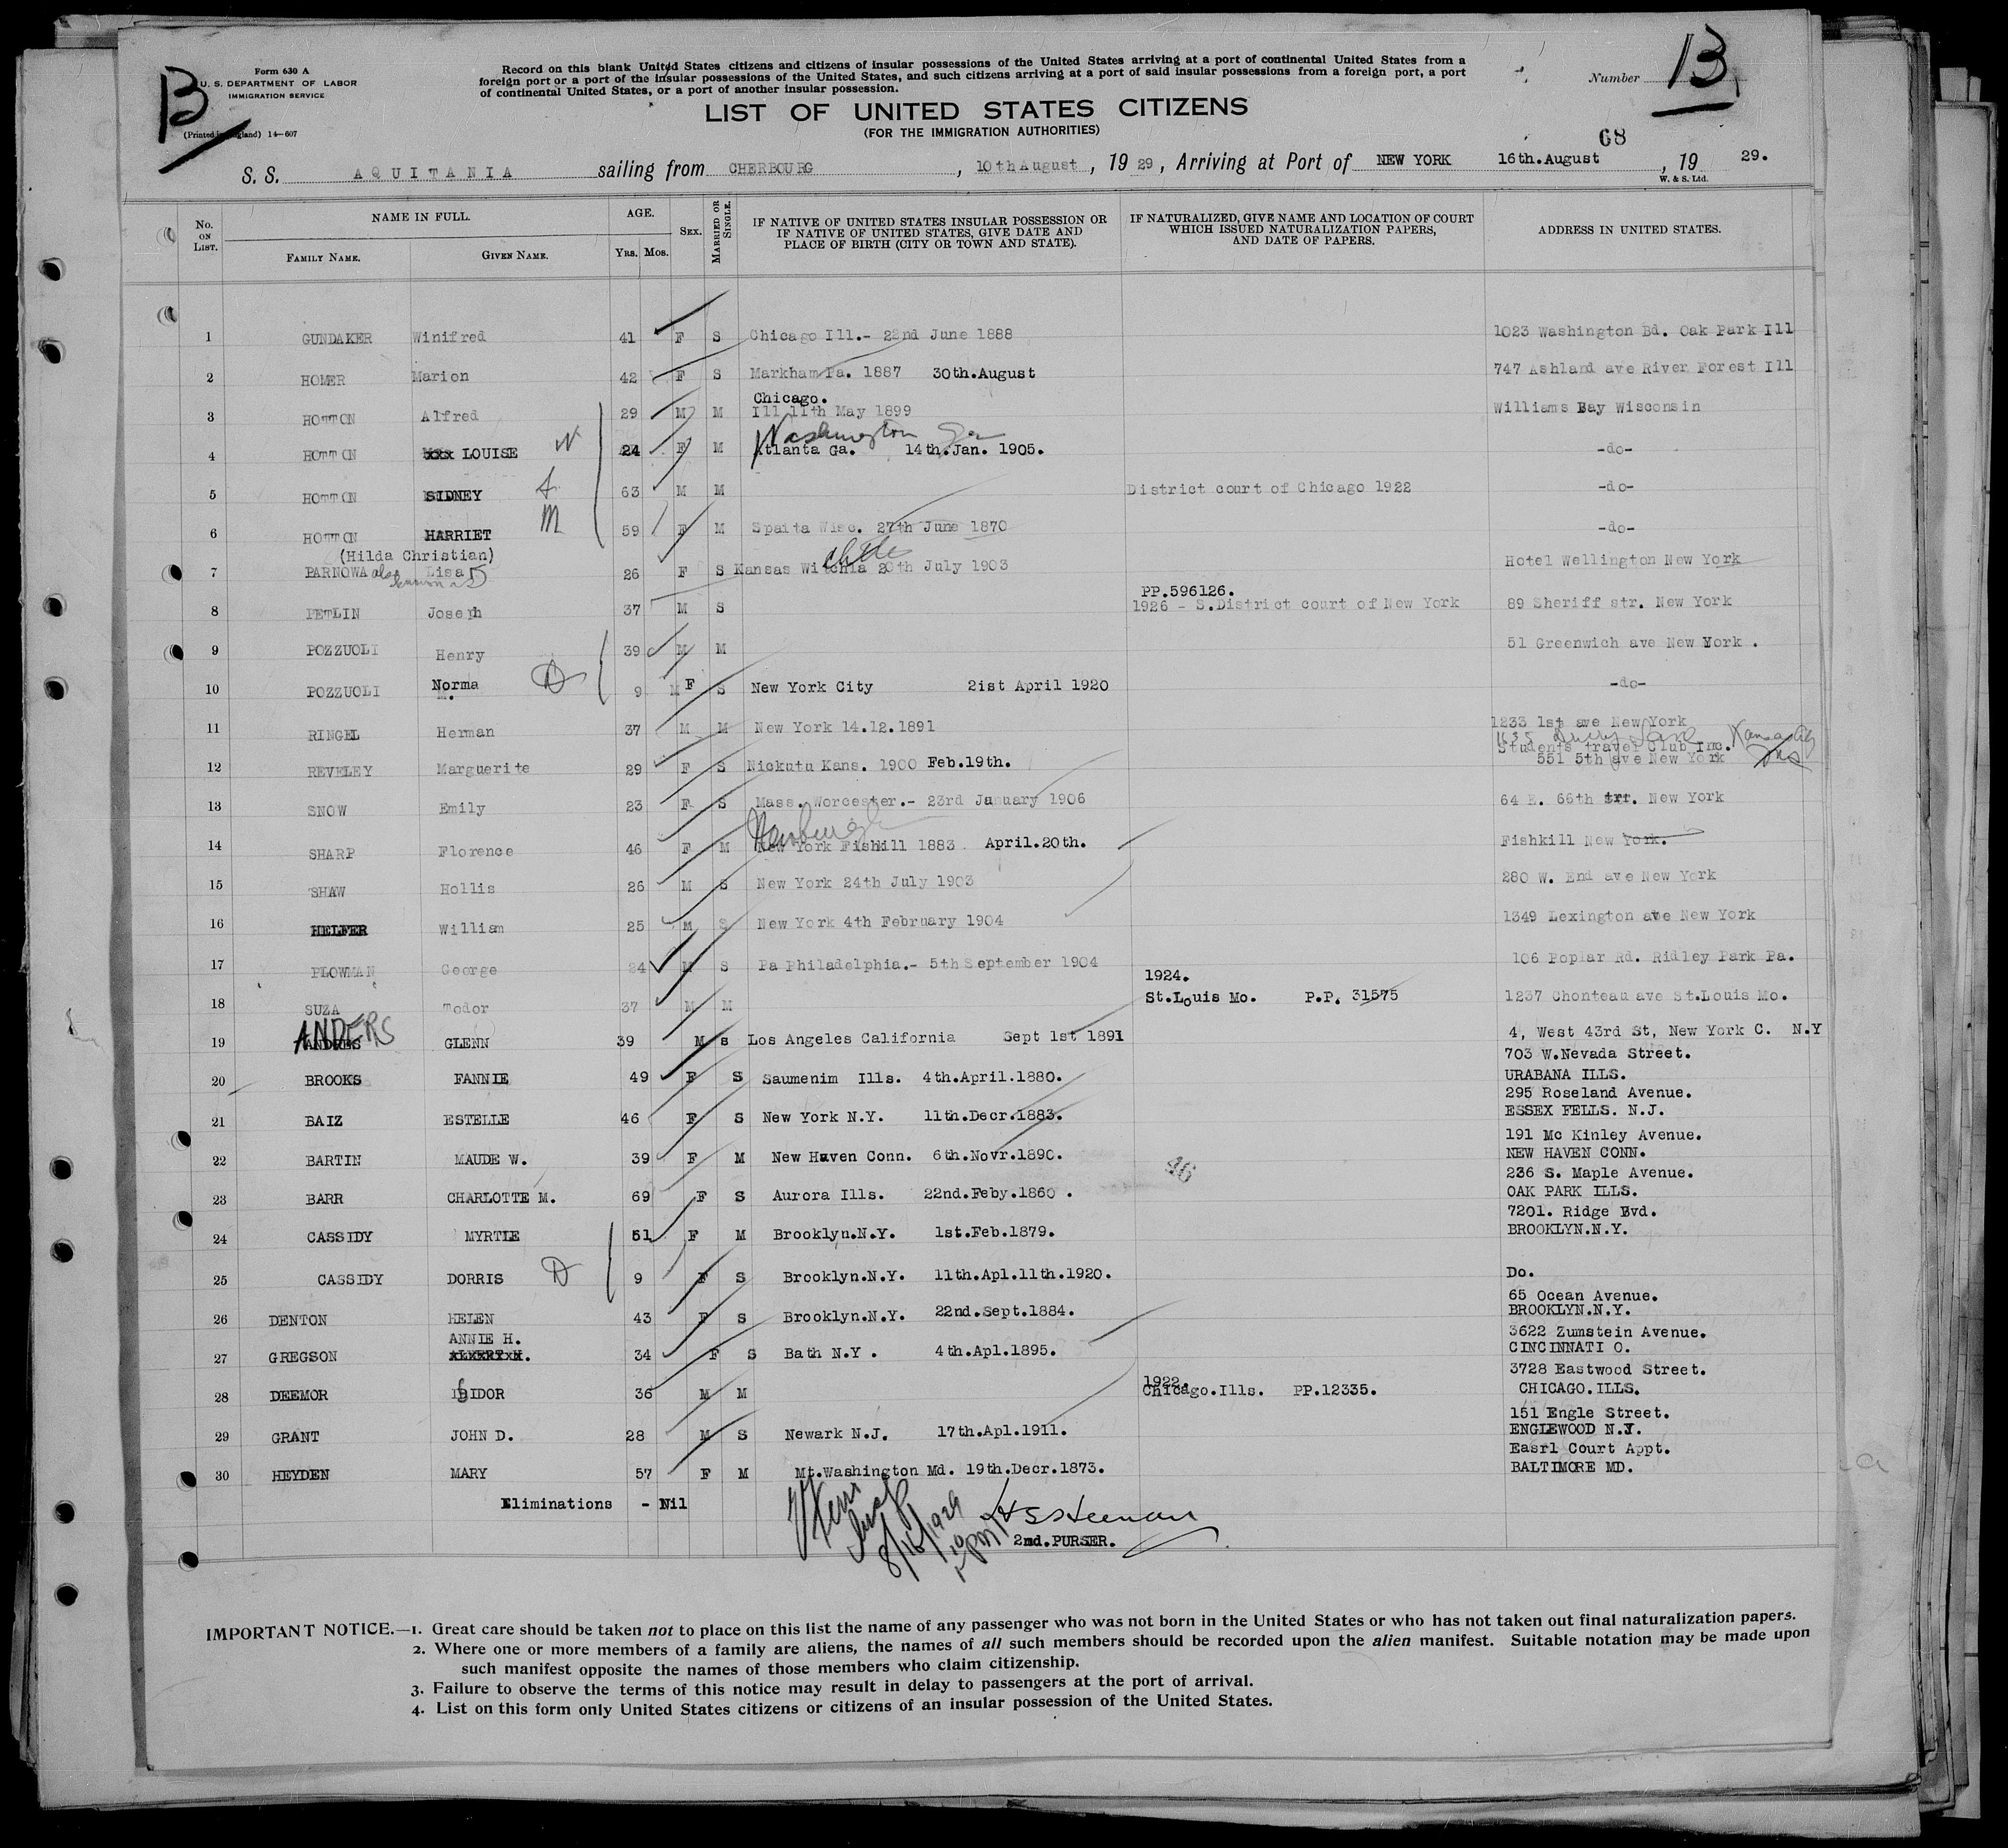 B
Form 630 A
U. S. DEPARTMENT OF LABOR
IMMIGRATION SERVICE
(Printed in England) 14—607
Record on this blank United States citizens and citizens of insular possessions of the United States arriving at a port of continental United States from a
foreign port or a port of the insular possessions of the United States, and such citizens arriving at a port of said insular possessions from a foreign port, a port
of continental United States, or a port of another insular possession.
Number 13
LIST OF UNITED STATES CITIZENS
(FOR THE IMMIGRATION AUTHORITIES)
68
S. S. AQUITANIA sailing from CHERBOURG, 10th August, 19 29, Arriving at Port of NEW YORK 16th.August, 19 29.
W. & S. Ltd.
No. ON LIST. NAME IN FULL. FAMILY NAME. GIVEN NAME. AGE. YRS. MOS. SEX. MARRIED OR SINGLE. IF NATIVE OF UNITED STATES INSULAR POSSESSION OR IF NATIVE OF UNITED STATES, GIVE DATE AND PLACE OF BIRTH (CITY OR TOWN AND STATE). IF NATURALIZED, GIVE NAME AND LOCATION OF COURT WHICH ISSUED NATURALIZATION PAPERS, AND DATE OF PAPERS. ADDRESS IN UNITED STATES.
1 GUNDAKER Winifred 41 F S Chicago Ill.- 22nd June 1888 1023 Washington Bd. Oak Park Ill
2 HOMER Marion 42 F S Markham Pa. 1887 30th.August 747 Ashland ave River Forest Ill
Chicago.
3 HOTTON Alfred 29 M M Ill 11th May 1899 Williams Bay Wisconsin
Washington Ga
4 HOTTON xxx LOUISE W 24 F M Atlanta Ga. 14th.Jan. 1905. -do-
5 HOTTON SIDNEY f 63 M M District court of Chicago 1922 -do-
6 HOTTON HARRIET M 59 F M Spaita Wisc. 27th June 1870 -do-
(Hilda Christian)
7 PARNOWA also known as Lisa 26 F S Kansas Witchia 20th July 1903 Hotel Wellington New York
PP.596126.
8 PETLIN Joseph 37 M S 1926 - S.District court of New York 89 Sheriff str. New York
9 POZZUOLI Henry 39 M M 51 Greenwich ave New York .
10 POZZUOLI Norma D 9 M F S New York City 21st April 1920 -do-
11 RINGEL Herman 37 M M New York 14.12.1891 1233 1st ave New York
1635 Kansas City
Students travel Club Inc.
12 REVELEY Marguerite 29 F S Nickutu Kans. 1900 Feb.19th. 551 5th ave New York
13 SNOW Emily 23 F S Mass. Worcester.- 23rd January 1906 64 E. 66th str. New York
Newburgh
14 SHARP Florence 46 F M New York Fishkill 1883 April.20th. Fishkill New York.
15 SHAW Hollis 26 M S New York 24th July 1903 280 W. End ave New York
16 HELFER William 25 M S New York 4th February 1904 1349 Lexington ave New York
17 PLOWMAN George 24 M S Pa Philadelphia.- 5th September 1904 106 Poplar Rd. Ridley Park Pa.
1924.
18 SUZA Todor 37 M M St.Louis Mo. P.P. 31575 1237 Chonteau ave St.Louis Mo.
ANDERS
19 ANDRES GLENN 39 M s Los Angeles California Sept 1st 1891 4, West 43rd St, New York C. N.Y
703 W.Nevada Street.
20 BROOKS FANNIE 49 F S Saumenim Ills. 4th.April.1880. URABANA ILLS.
295 Roseland Avenue.
21 BAIZ ESTELLE 46 F S New York N.Y. 11th.Decr.1883. ESSEX FELLS. N.J.
191 Mc Kinley Avenue.
22 BARTIN MAUDE W. 39 F M New Haven Conn. 6th.Novr.1890. NEW HAVEN CONN.
236 S. Maple Avenue.
23 BARR CHARLOTTE M. 69 F S Aurora Ills. 22nd.Feby.1860 . OAK PARK ILLS.
7201. Ridge Bvd.
24 CASSIDY MYRTLE 51 F M Brooklyn.N.Y. 1st.Feb.1879. BROOKLYN.N.Y.
25 CASSIDY DORRIS D 9 F S Brooklyn.N.Y. 11th.Apl.11th.1920. Do.
65 Ocean Avenue.
26 DENTON HELEN 43 F S Brooklyn.N.Y. 22nd.Sept.1884. BROOKLYN.N.Y.
ANNIE H. 3622 Zumstein Avenue.
27 GREGSON 34 F S Bath N.Y . 4th.Apl.1895. CINCINNATI O.
1922. 3728 Eastwood Street.
28 DEEMOR ISIDOR 36 M M Chicago.Ills. PP.12335. CHICAGO.ILLS.
151 Engle Street.
29 GRANT JOHN D. 28 M S Newark N.J. 17th.Apl.1911. ENGLEWOOD N.J.
Easrl Court Appt.
30 HEYDEN MARY 57 F M Mt.Washington Md. 19th.Decr.1873. BALTIMORE MD.
Eliminations - Nil
8/16/1929
2nd.PURSER.
IMPORTANT NOTICE.—1. Great care should be taken not to place on this list the name of any passenger who was not born in the United States or who has not taken out final naturalization papers.
2. Where one or more members of a family are aliens, the names of all such members should be recorded upon the alien manifest. Suitable notation may be made upon
such manifest opposite the names of those members who claim citizenship.
3. Failure to observe the terms of this notice may result in delay to passengers at the port of arrival.
4. List on this form only United States citizens or citizens of an insular possession of the United States.